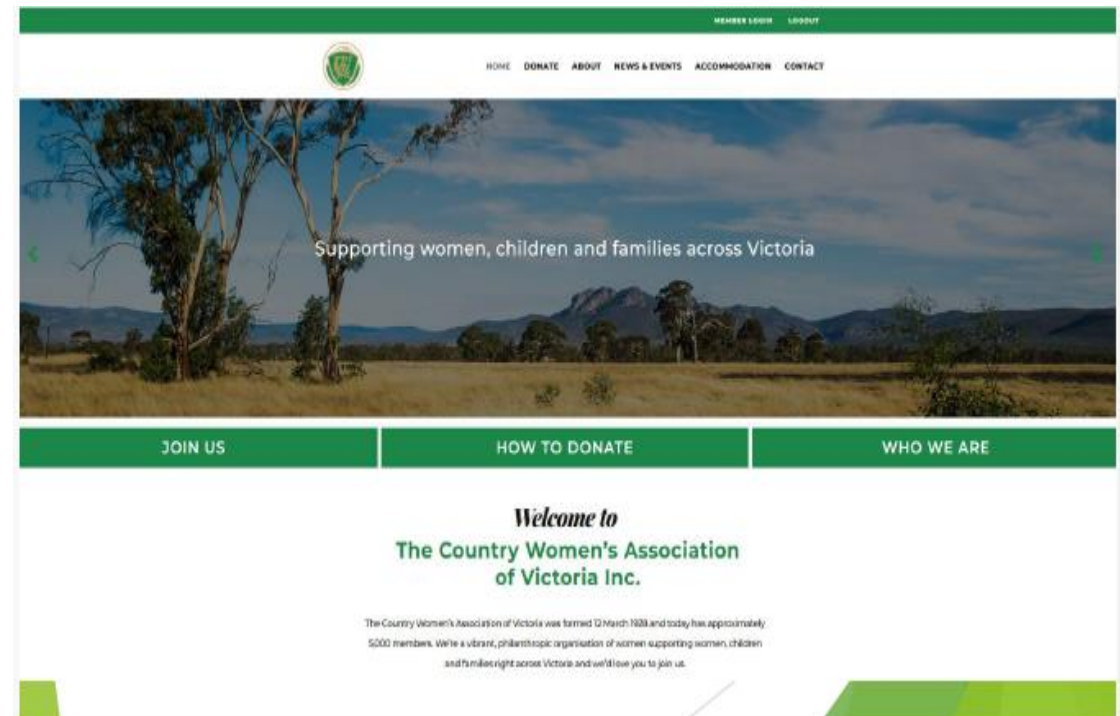 MEMBER LOGIN LOGOUT
HOME DONATE ABOUT NEWS & EVENTS ACCOMMODATION CONTACT
Supporting women, children and families across Victoria
JOIN US HOW TO DONATE WHO WE ARE
Welcome to
The Country Women's Association
of Victoria Inc.
The Country Women's Association of Victoria was formed 12 March 1928 and today has approximately
5000 members. We're a vibrant, philanthropic organisation of women supporting women, children
and families right across Victoria and we'd love you to join us.